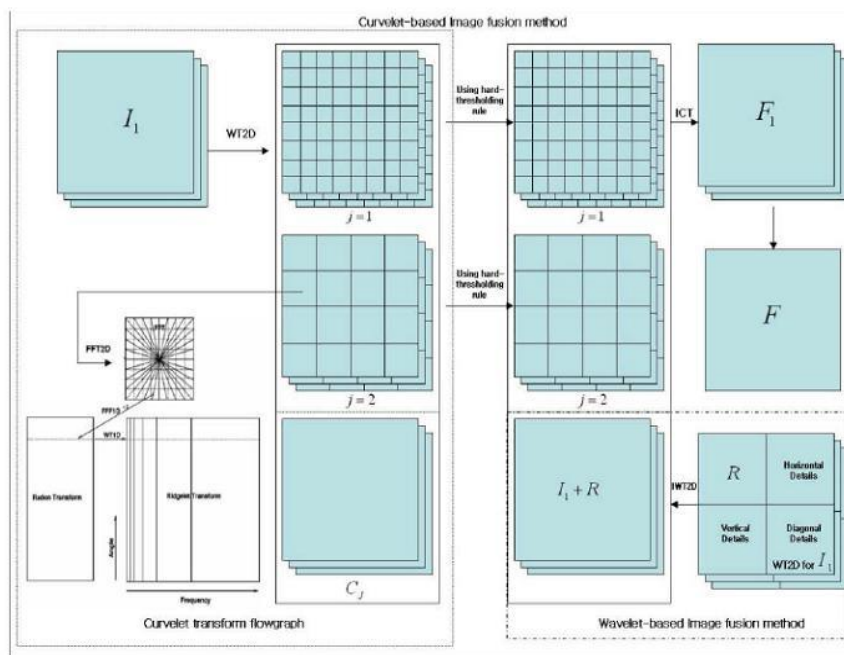 Curvelet-based Image fusion method
I₁
WT2D
j = 1
Using hard-thresholding rule
j = 1
ICT
F₁
j = 2
Using hard-thresholding rule
j = 2
F
FFT2D
WT1D
Radon Transform
Ridgelet Transform
Angle
Frequency
C_J
I₁ + R
IWT2D
R
Horizontal Details
Vertical Details
Diagonal Details
WT2D for I₁
Curvelet transform flowgraph
Wavelet-based Image fusion method